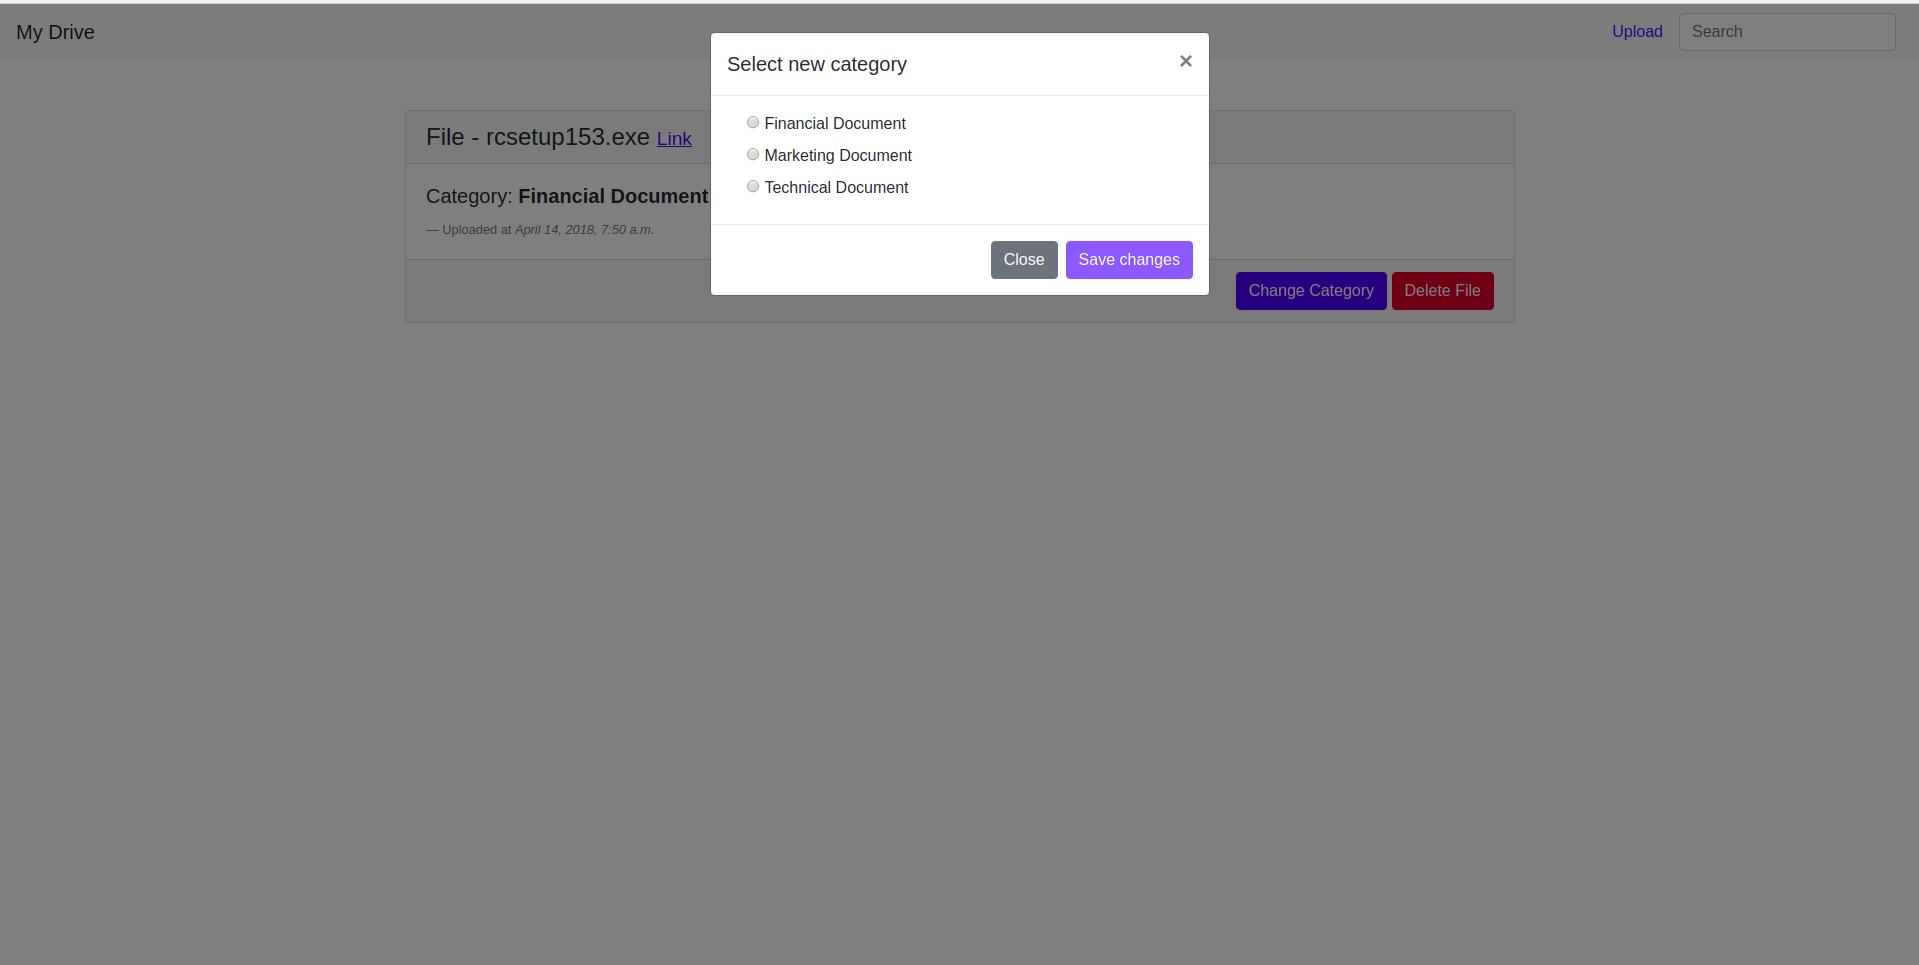 My Drive
Upload
Search
Select new category
×
Financial Document
Marketing Document
Technical Document
Close
Save changes
File - rcsetup153.exe Link
Category: Financial Document
— Uploaded at April 14, 2018, 7:50 a.m.
Change Category
Delete File